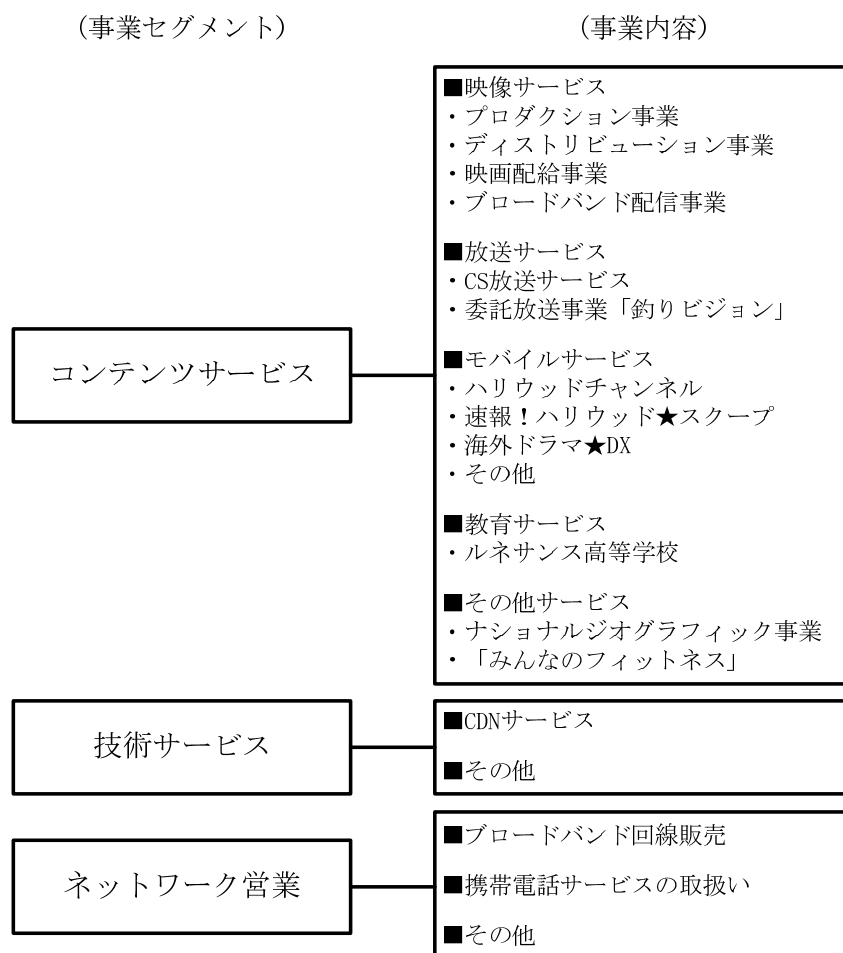 (事業セグメント)
(事業内容)
■映像サービス
・プロダクション事業
・ディストリビューション事業
・映画配給事業
・ブロードバンド配信事業
■放送サービス
・CS放送サービス
・委託放送事業「釣りビジョン」
コンテンツサービス
■モバイルサービス
・ハリウッドチャンネル
・速報！ハリウッド★スクープ
・海外ドラマ★DX
・その他
■教育サービス
・ルネサンス高等学校
■その他サービス
・ナショナルジオグラフィック事業
・「みんなのフィットネス」
技術サービス
■CDNサービス
■その他
ネットワーク営業
■ブロードバンド回線販売
■携帯電話サービスの取扱い
■その他